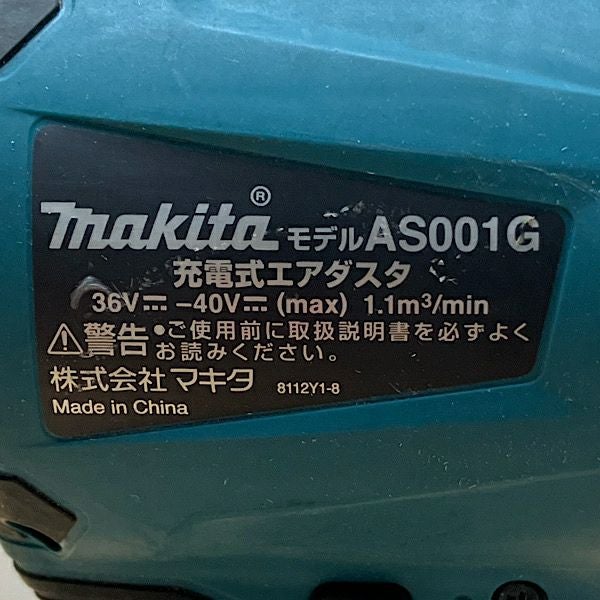 makita® モデルAS001G
充電式エアダスタ
36V⎓ -40V⎓ (max) 1.1m³/min
⚠警告 •ご使用前に取扱説明書を必ずよく
お読みください。
株式会社マキタ 8112Y1-8
Made in China